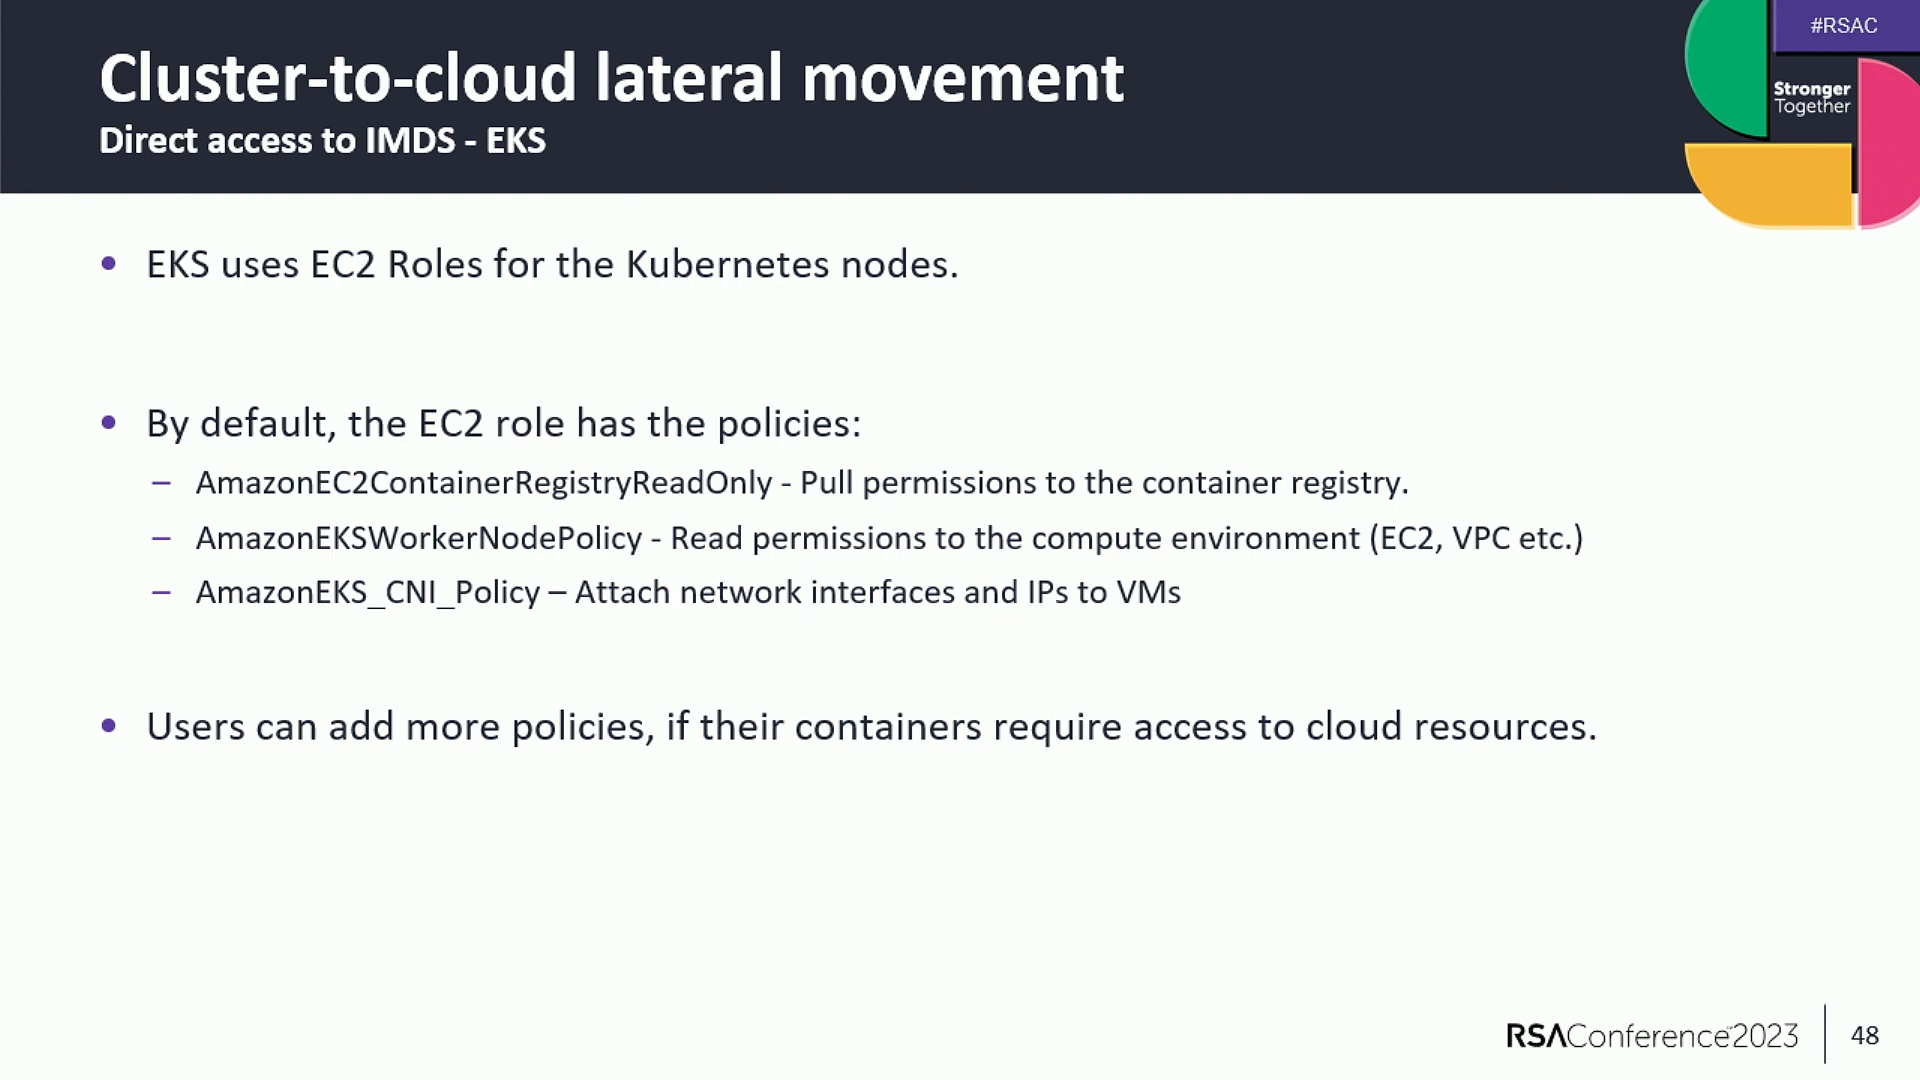 #RSAC
Cluster-to-cloud lateral movement
Direct access to IMDS - EKS
Stronger
Together
• EKS uses EC2 Roles for the Kubernetes nodes.
• By default, the EC2 role has the policies:
– AmazonEC2ContainerRegistryReadOnly - Pull permissions to the container registry.
– AmazonEKSWorkerNodePolicy - Read permissions to the compute environment (EC2, VPC etc.)
– AmazonEKS_CNI_Policy – Attach network interfaces and IPs to VMs
• Users can add more policies, if their containers require access to cloud resources.
RSAConference™2023
48